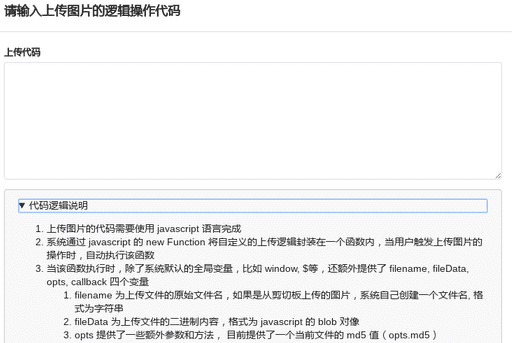 请输入上传图片的逻辑操作代码
上传代码
▼ 代码逻辑说明
1. 上传图片的代码需要使用 javascript 语言完成
2. 系统通过 javascript 的 new Function 将自定义的上传逻辑封装在一个函数内，当用户触发上传图片的
操作时，自动执行该函数
3. 当该函数执行时，除了系统默认的全局变量，比如 window, $等，还额外提供了 filename, fileData,
opts, callback 四个变量
1. filename 为上传文件的原始文件名，如果是从剪切板上传的图片，系统自己创建一个文件名, 格
式为字符串
2. fileData 为上传文件的二进制内容，格式为 javascript 的 blob 对像
3. opts 提供了一些额外参数和方法， 目前提供了一个当前文件的 md5 值（opts.md5）